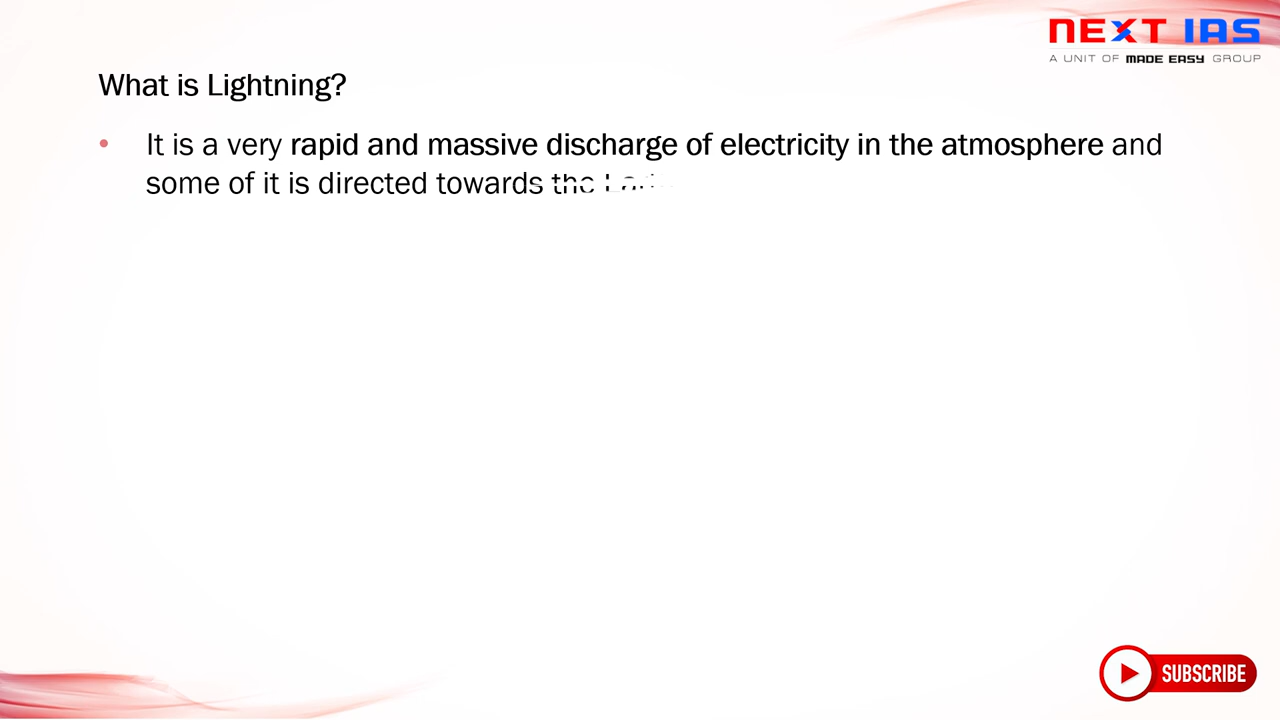 NEXT IAS
A UNIT OF MADE EASY GROUP
What is Lightning?
• It is a very rapid and massive discharge of electricity in the atmosphere and
some of it is directed towards the
SUBSCRIBE